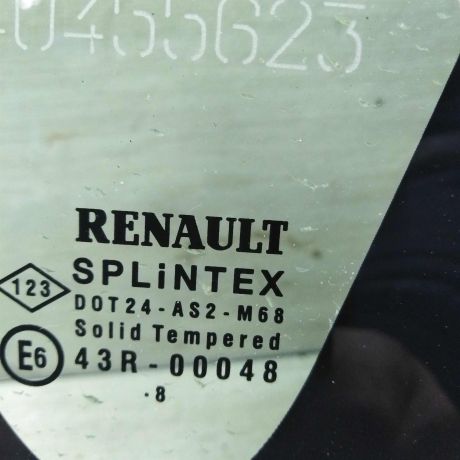 0455623
RENAULT
SPLiNTEX
123
DOT24-AS2-M68
Solid Tempered
E6 43R-00048
.8